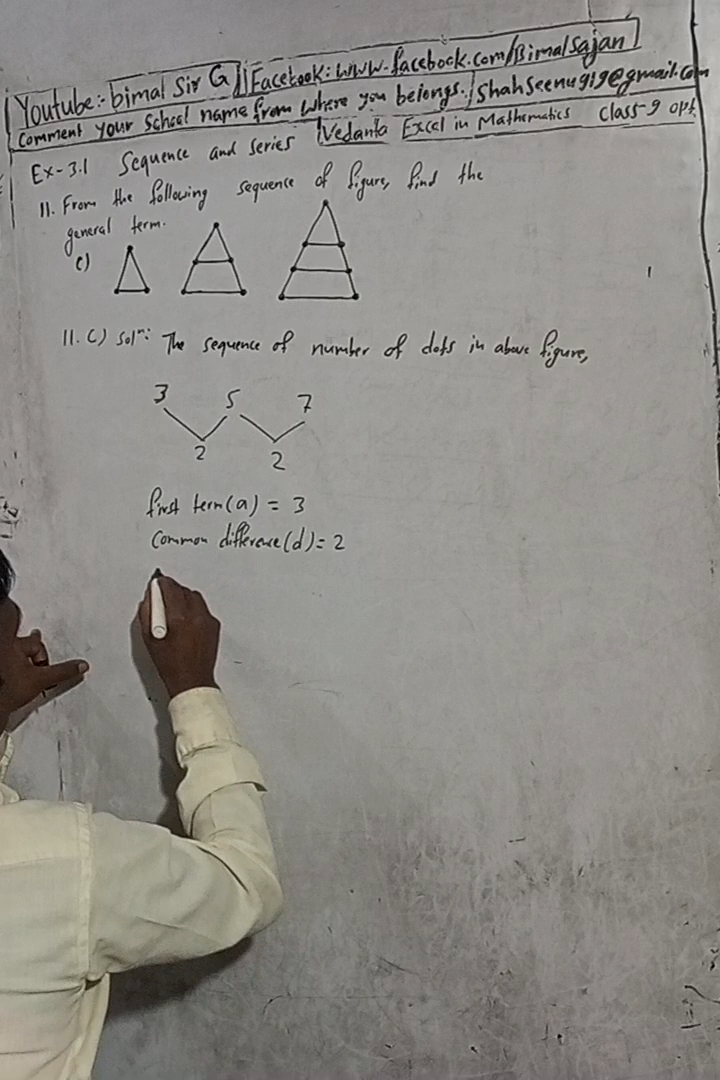 Youtube:- bimal Sir G || Facebook: www.facebook.com/Bimalsajan
Comment your School name from where you belongs. / Shahseenu919@gmail.com
Ex-3.1 Sequence and series Vedanta Excel in Mathematics Class-9 opt.
11. From the following sequence of figure, find the
general term.
c)
11. C) Solⁿ: The sequence of number of dots in above figure,
3 5 7
2 2
first term(a) = 3
Common difference(d)= 2